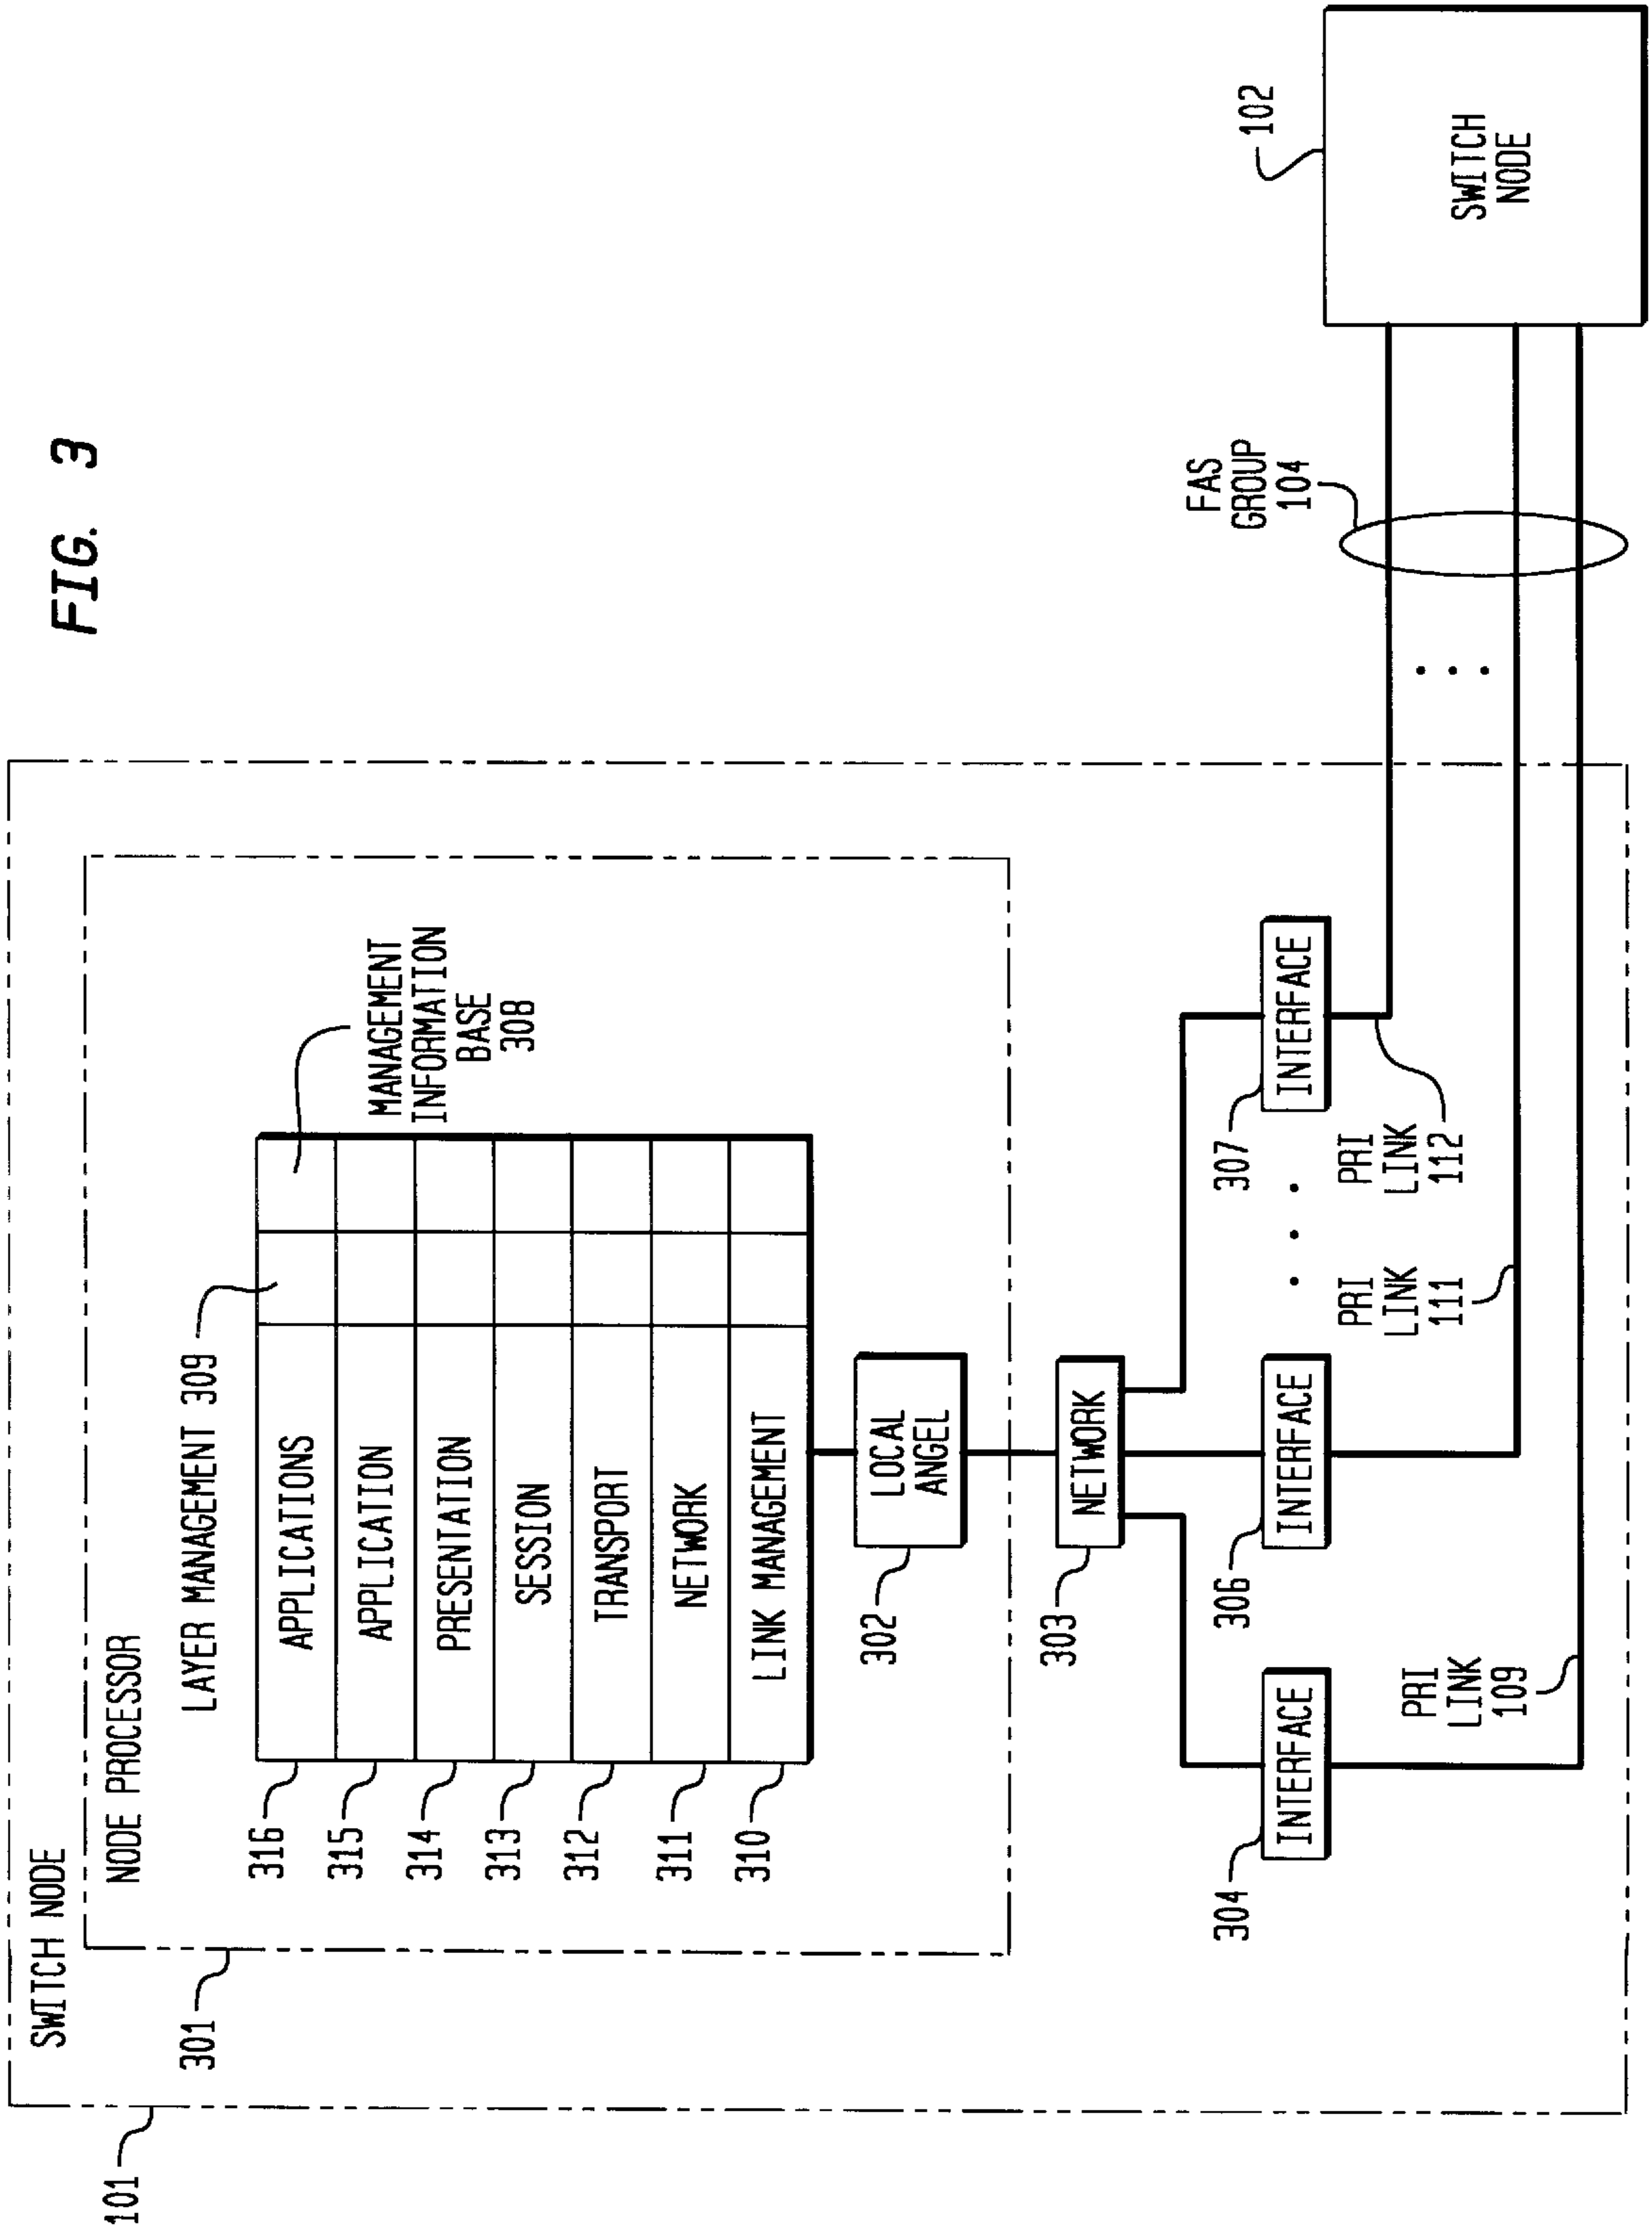 FIG. 3
101
SWITCH NODE
301
NODE PROCESSOR
LAYER MANAGEMENT 309
316
APPLICATIONS
315
APPLICATION
314
PRESENTATION
313
SESSION
312
TRANSPORT
311
NETWORK
310
LINK MANAGEMENT
MANAGEMENT
INFORMATION
BASE
308
302
LOCAL
ANGEL
303
NETWORK
304
INTERFACE
306
INTERFACE
307
INTERFACE
PRI
LINK
109
PRI
LINK
111
PRI
LINK
112
FAS
GROUP
104
102
SWITCH
NODE